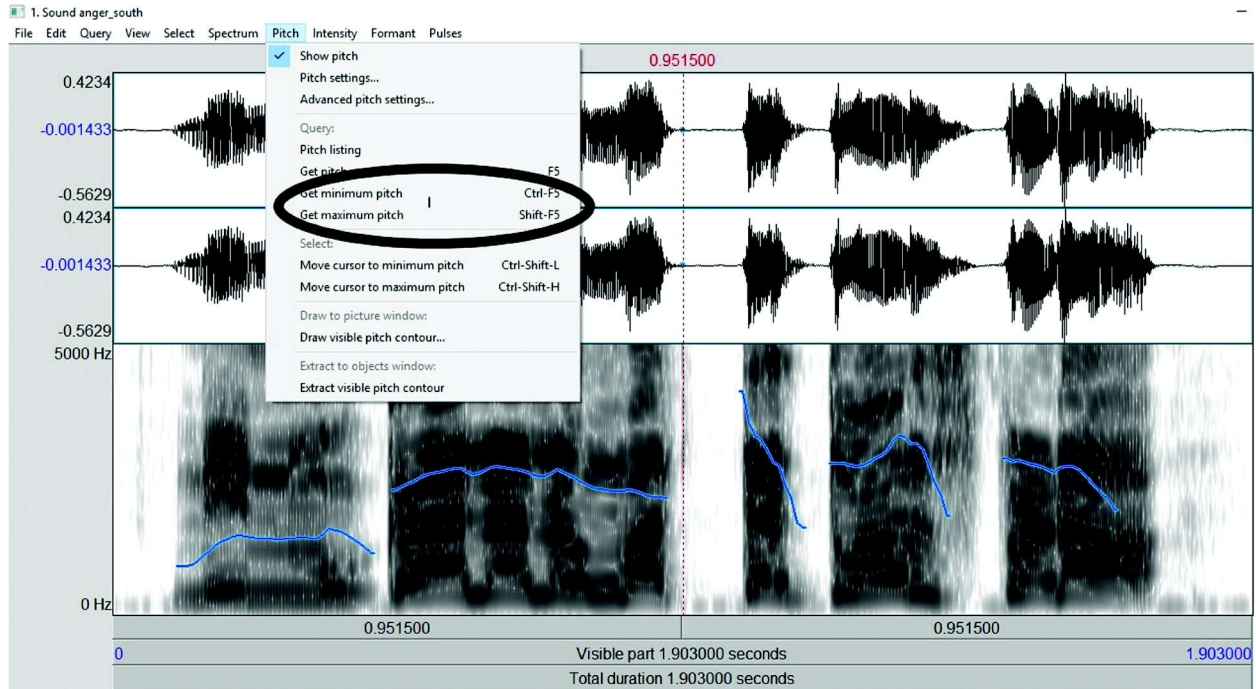 1. Sound anger_south
File Edit Query View Select Spectrum Pitch Intensity Formant Pulses
Show pitch
Pitch settings...
Advanced pitch settings...
Query:
Pitch listing
Get pitch F5
Get minimum pitch Ctrl-F5
Get maximum pitch Shift-F5
Select:
Move cursor to minimum pitch Ctrl-Shift-L
Move cursor to maximum pitch Ctrl-Shift-H
Draw to picture window:
Draw visible pitch contour...
Extract to objects window:
Extract visible pitch contour
0.951500
0.4234
-0.001433
-0.5629
0.4234
-0.001433
-0.5629
5000 Hz
0 Hz
0.951500 0.951500
0 Visible part 1.903000 seconds 1.903000
Total duration 1.903000 seconds